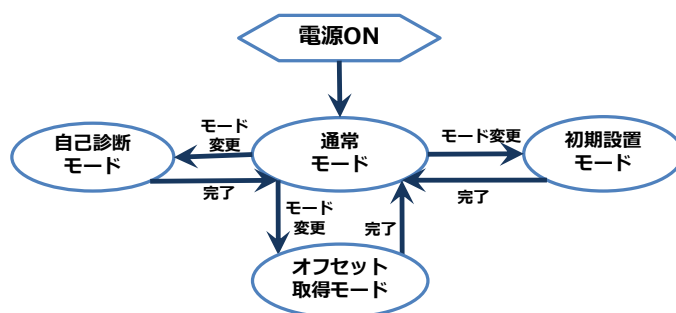 電源ON
モード
変更
自己診断
モード
通常
モード
モード変更
初期設置
モード
完了
完了
モード
変更
完了
オフセット
取得モード